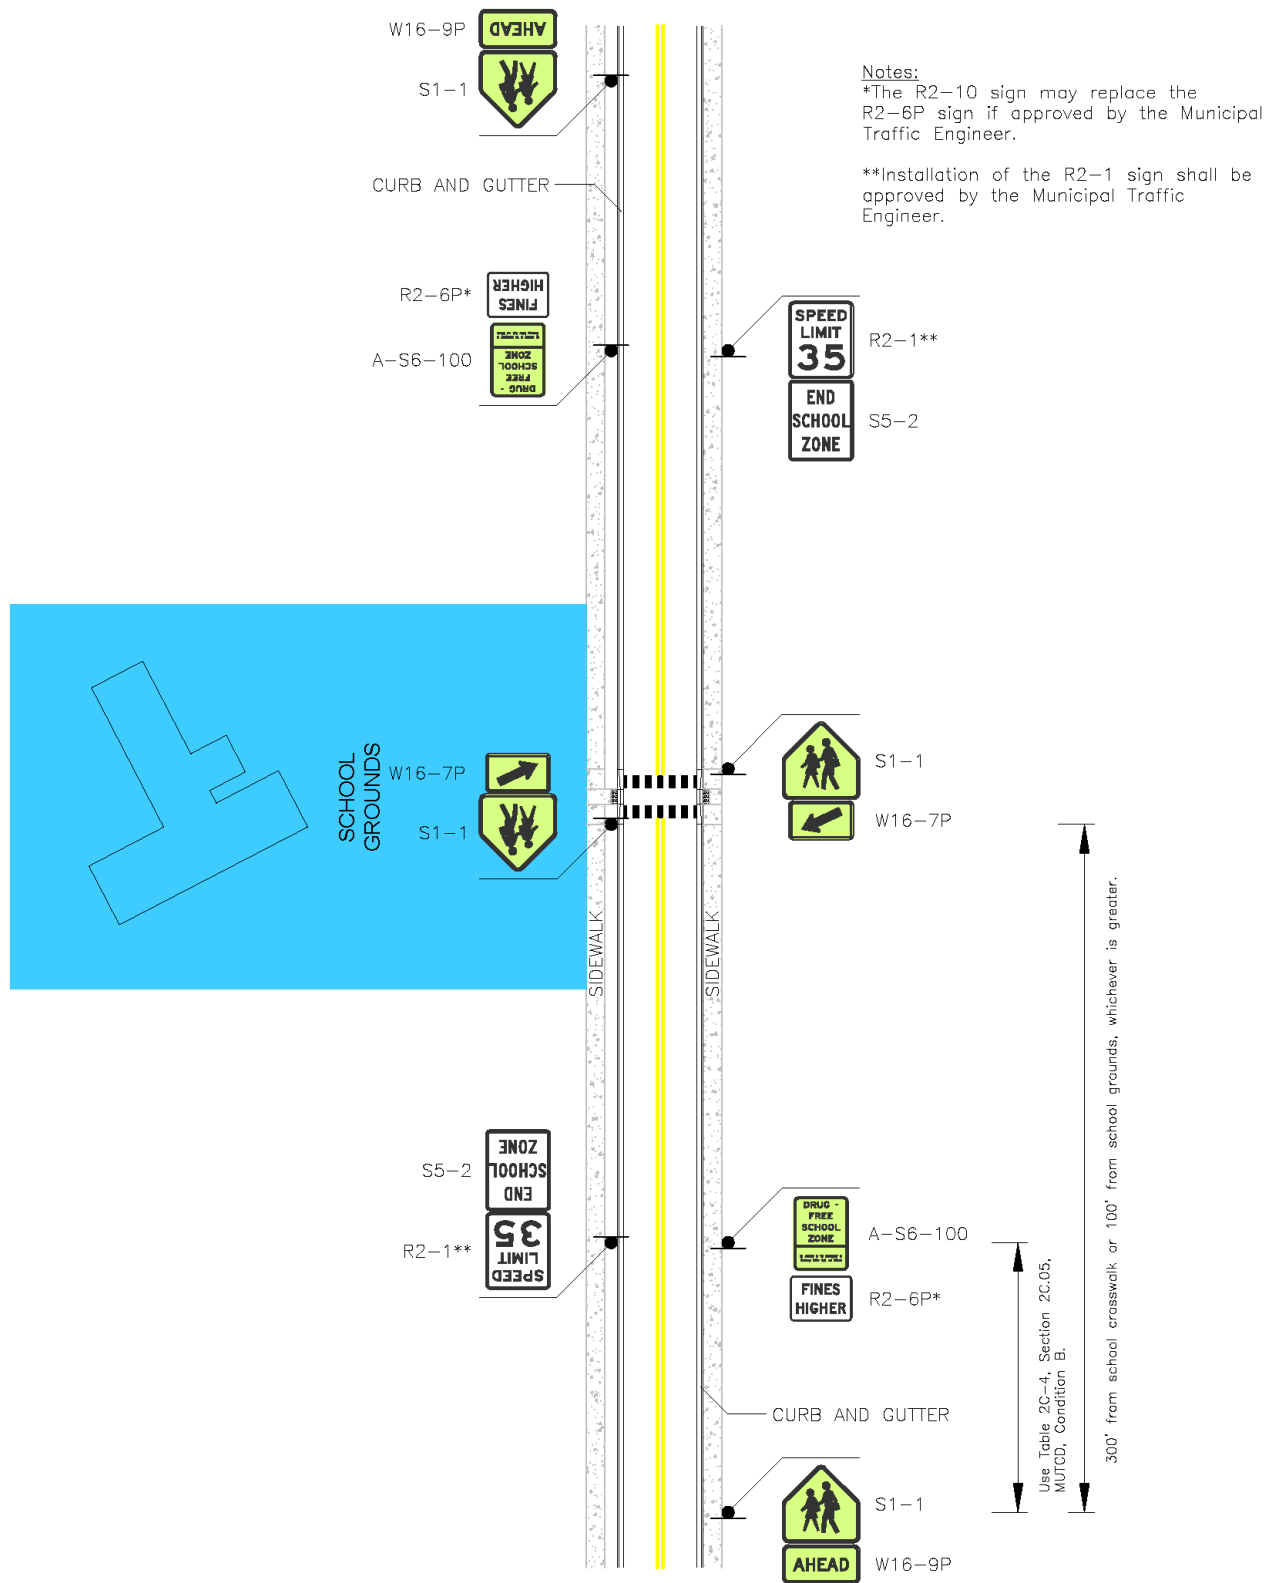 W16-9P
AHEAD
S1-1
Notes:
*The R2-10 sign may replace the
R2-6P sign if approved by the Municipal
Traffic Engineer.
**Installation of the R2-1 sign shall be
approved by the Municipal Traffic
Engineer.
CURB AND GUTTER
R2-6P*
FINES
HIGHER
A-S6-100
DRUG -
FREE
SCHOOL
ZONE
SPEED
LIMIT
35
R2-1**
END
SCHOOL
ZONE
S5-2
SCHOOL
GROUNDS
W16-7P
S1-1
S1-1
W16-7P
SIDEWALK
SIDEWALK
S5-2
END
SCHOOL
ZONE
R2-1**
SPEED
LIMIT
35
DRUG -
FREE
SCHOOL
ZONE
A-S6-100
FINES
HIGHER
R2-6P*
CURB AND GUTTER
S1-1
AHEAD
W16-9P
Use Table 2C-4, Section 2C.05,
MUTCD, Condition B.
300' from school crosswalk or 100' from school grounds, whichever is greater.